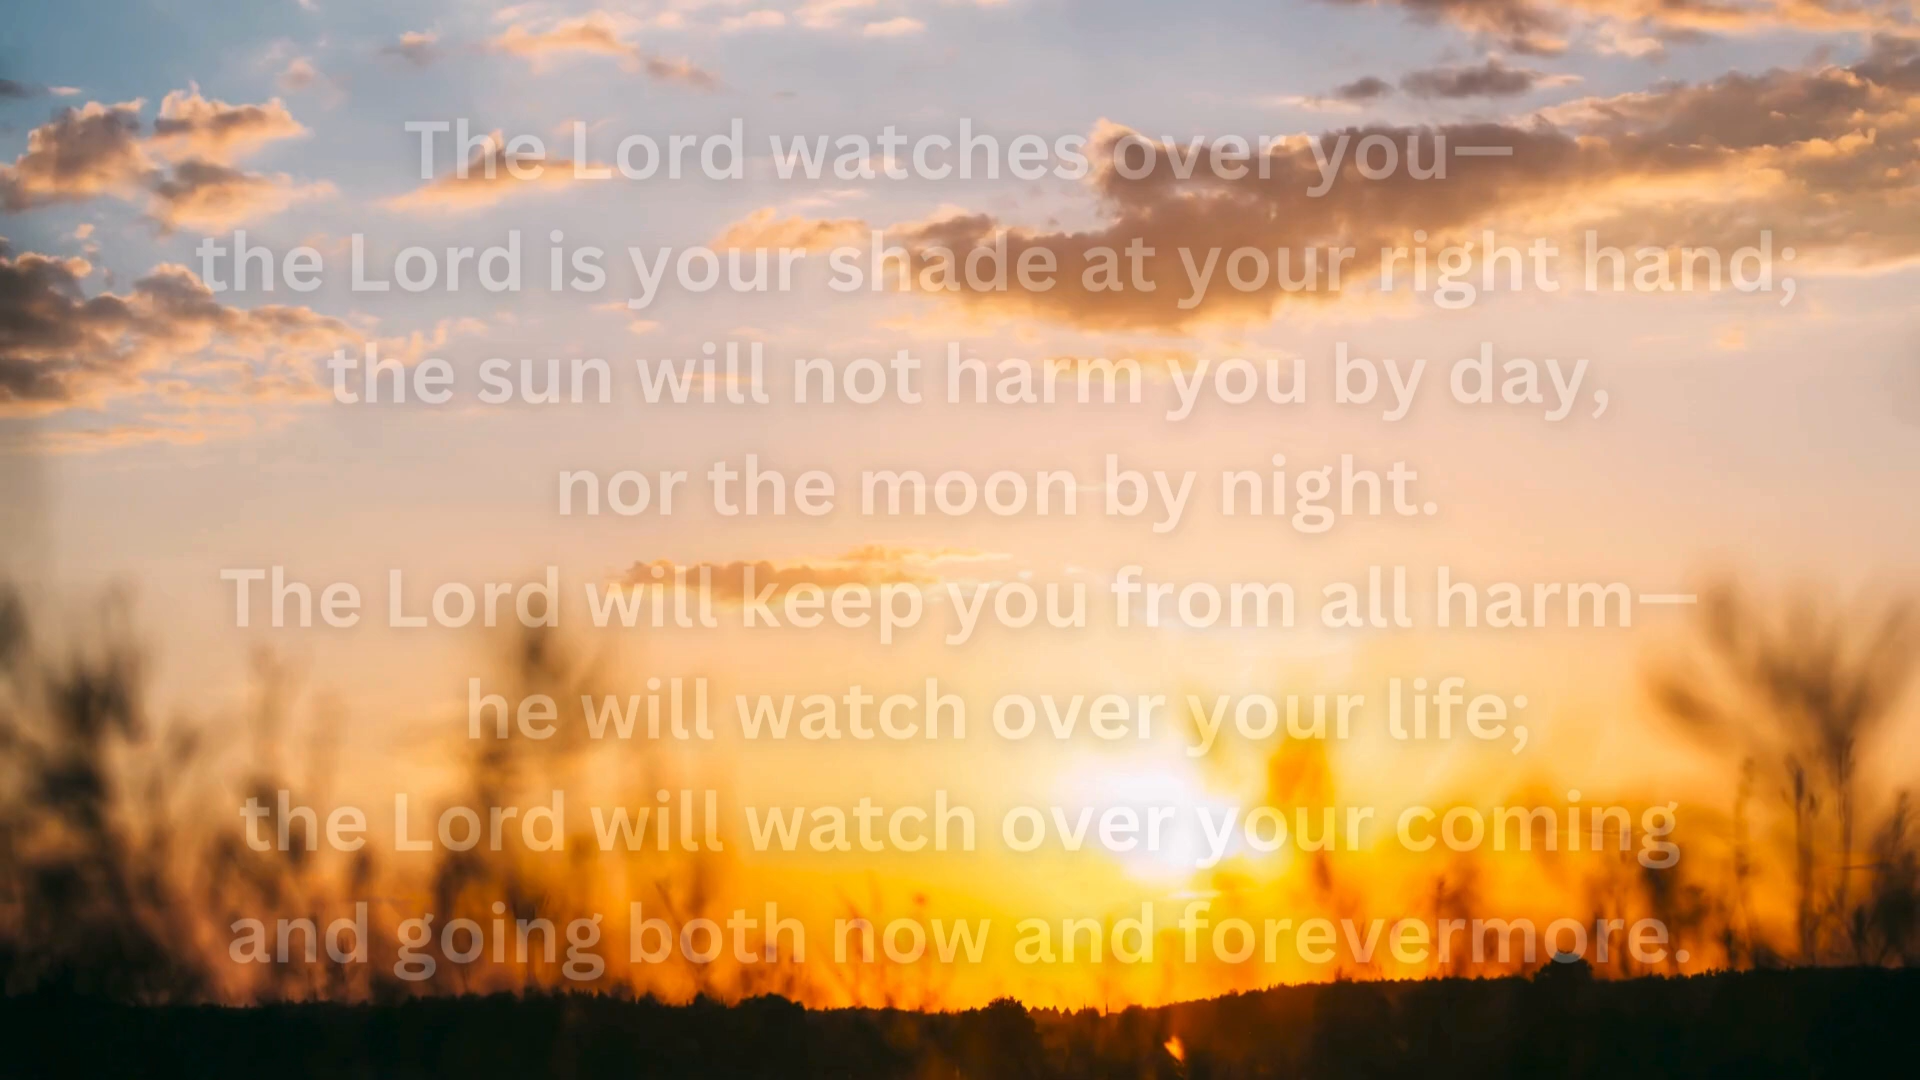 The Lord watches over you—
the Lord is your shade at your right hand;
the sun will not harm you by day,
nor the moon by night.
The Lord will keep you from all harm—
he will watch over your life;
the Lord will watch over your coming
and going both now and forevermore.